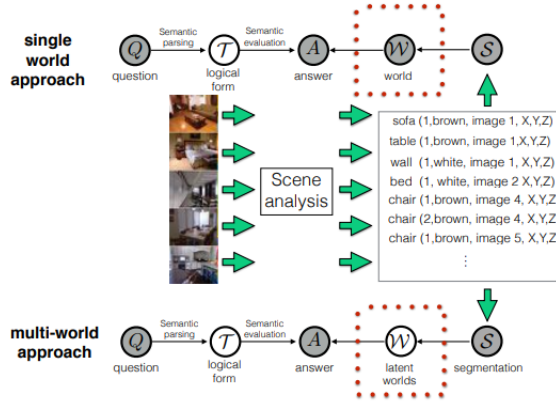 single world approach
Semantic parsing
Semantic evaluation
Q
T
A
W
S
question
logical form
answer
world
sofa (1,brown, image 1, X,Y,Z)
table (1,brown, image 1,X,Y,Z)
wall (1,white, image 1, X,Y,Z)
bed (1, white, image 2 X,Y,Z)
chair (1,brown, image 4, X,Y,Z)
chair (2,brown, image 4, X,Y,Z)
chair (1,brown, image 5, X,Y,Z)
⋮
Scene analysis
multi-world approach
Semantic parsing
Semantic evaluation
Q
T
A
W
S
question
logical form
answer
latent worlds
segmentation